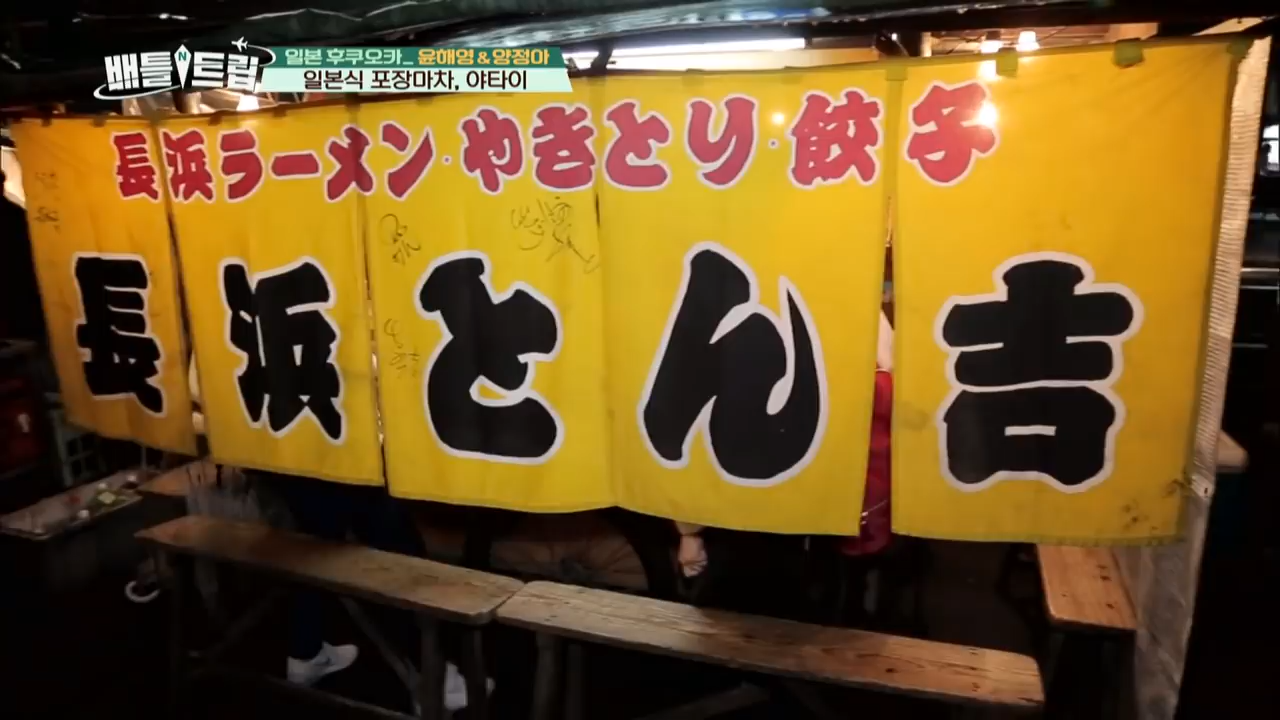 배틀트립
일본 후쿠오카_ 윤해영&양정아
일본식 포장마차, 야타이
長浜ラーメン・やきとり・餃子
長浜とん吉